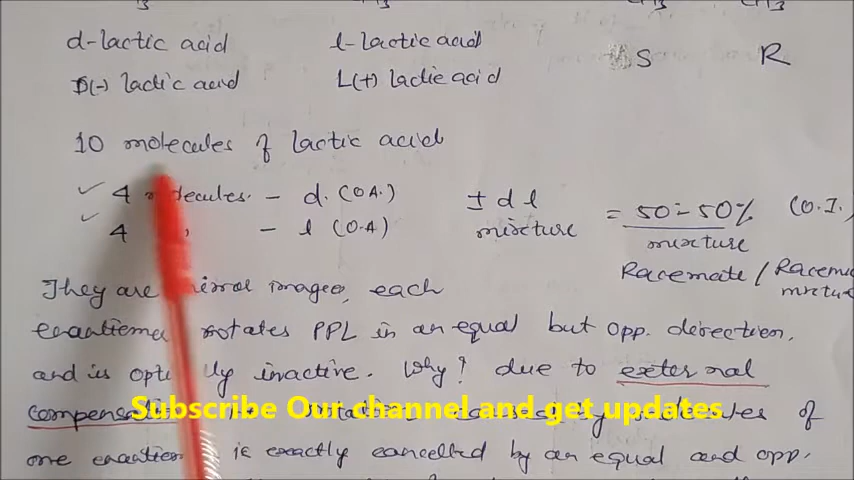 d-lactic acid l-lactic acid
S R
D(-) lactic acid L(+) lactic acid
10 molecules of lactic acid
4 molecules - d. (OA.) ± d l = 50-50% (O.I.)
4 " - l (O.A) mixture mixture
Racemate / Racemic
They are mirror images, each mixture
rotates PPL in an equal but opp. direction.
and is optically inactive. Why? due to external
of
one is exactly cancelled by an equal and opp.
Subscribe Our channel and get updates